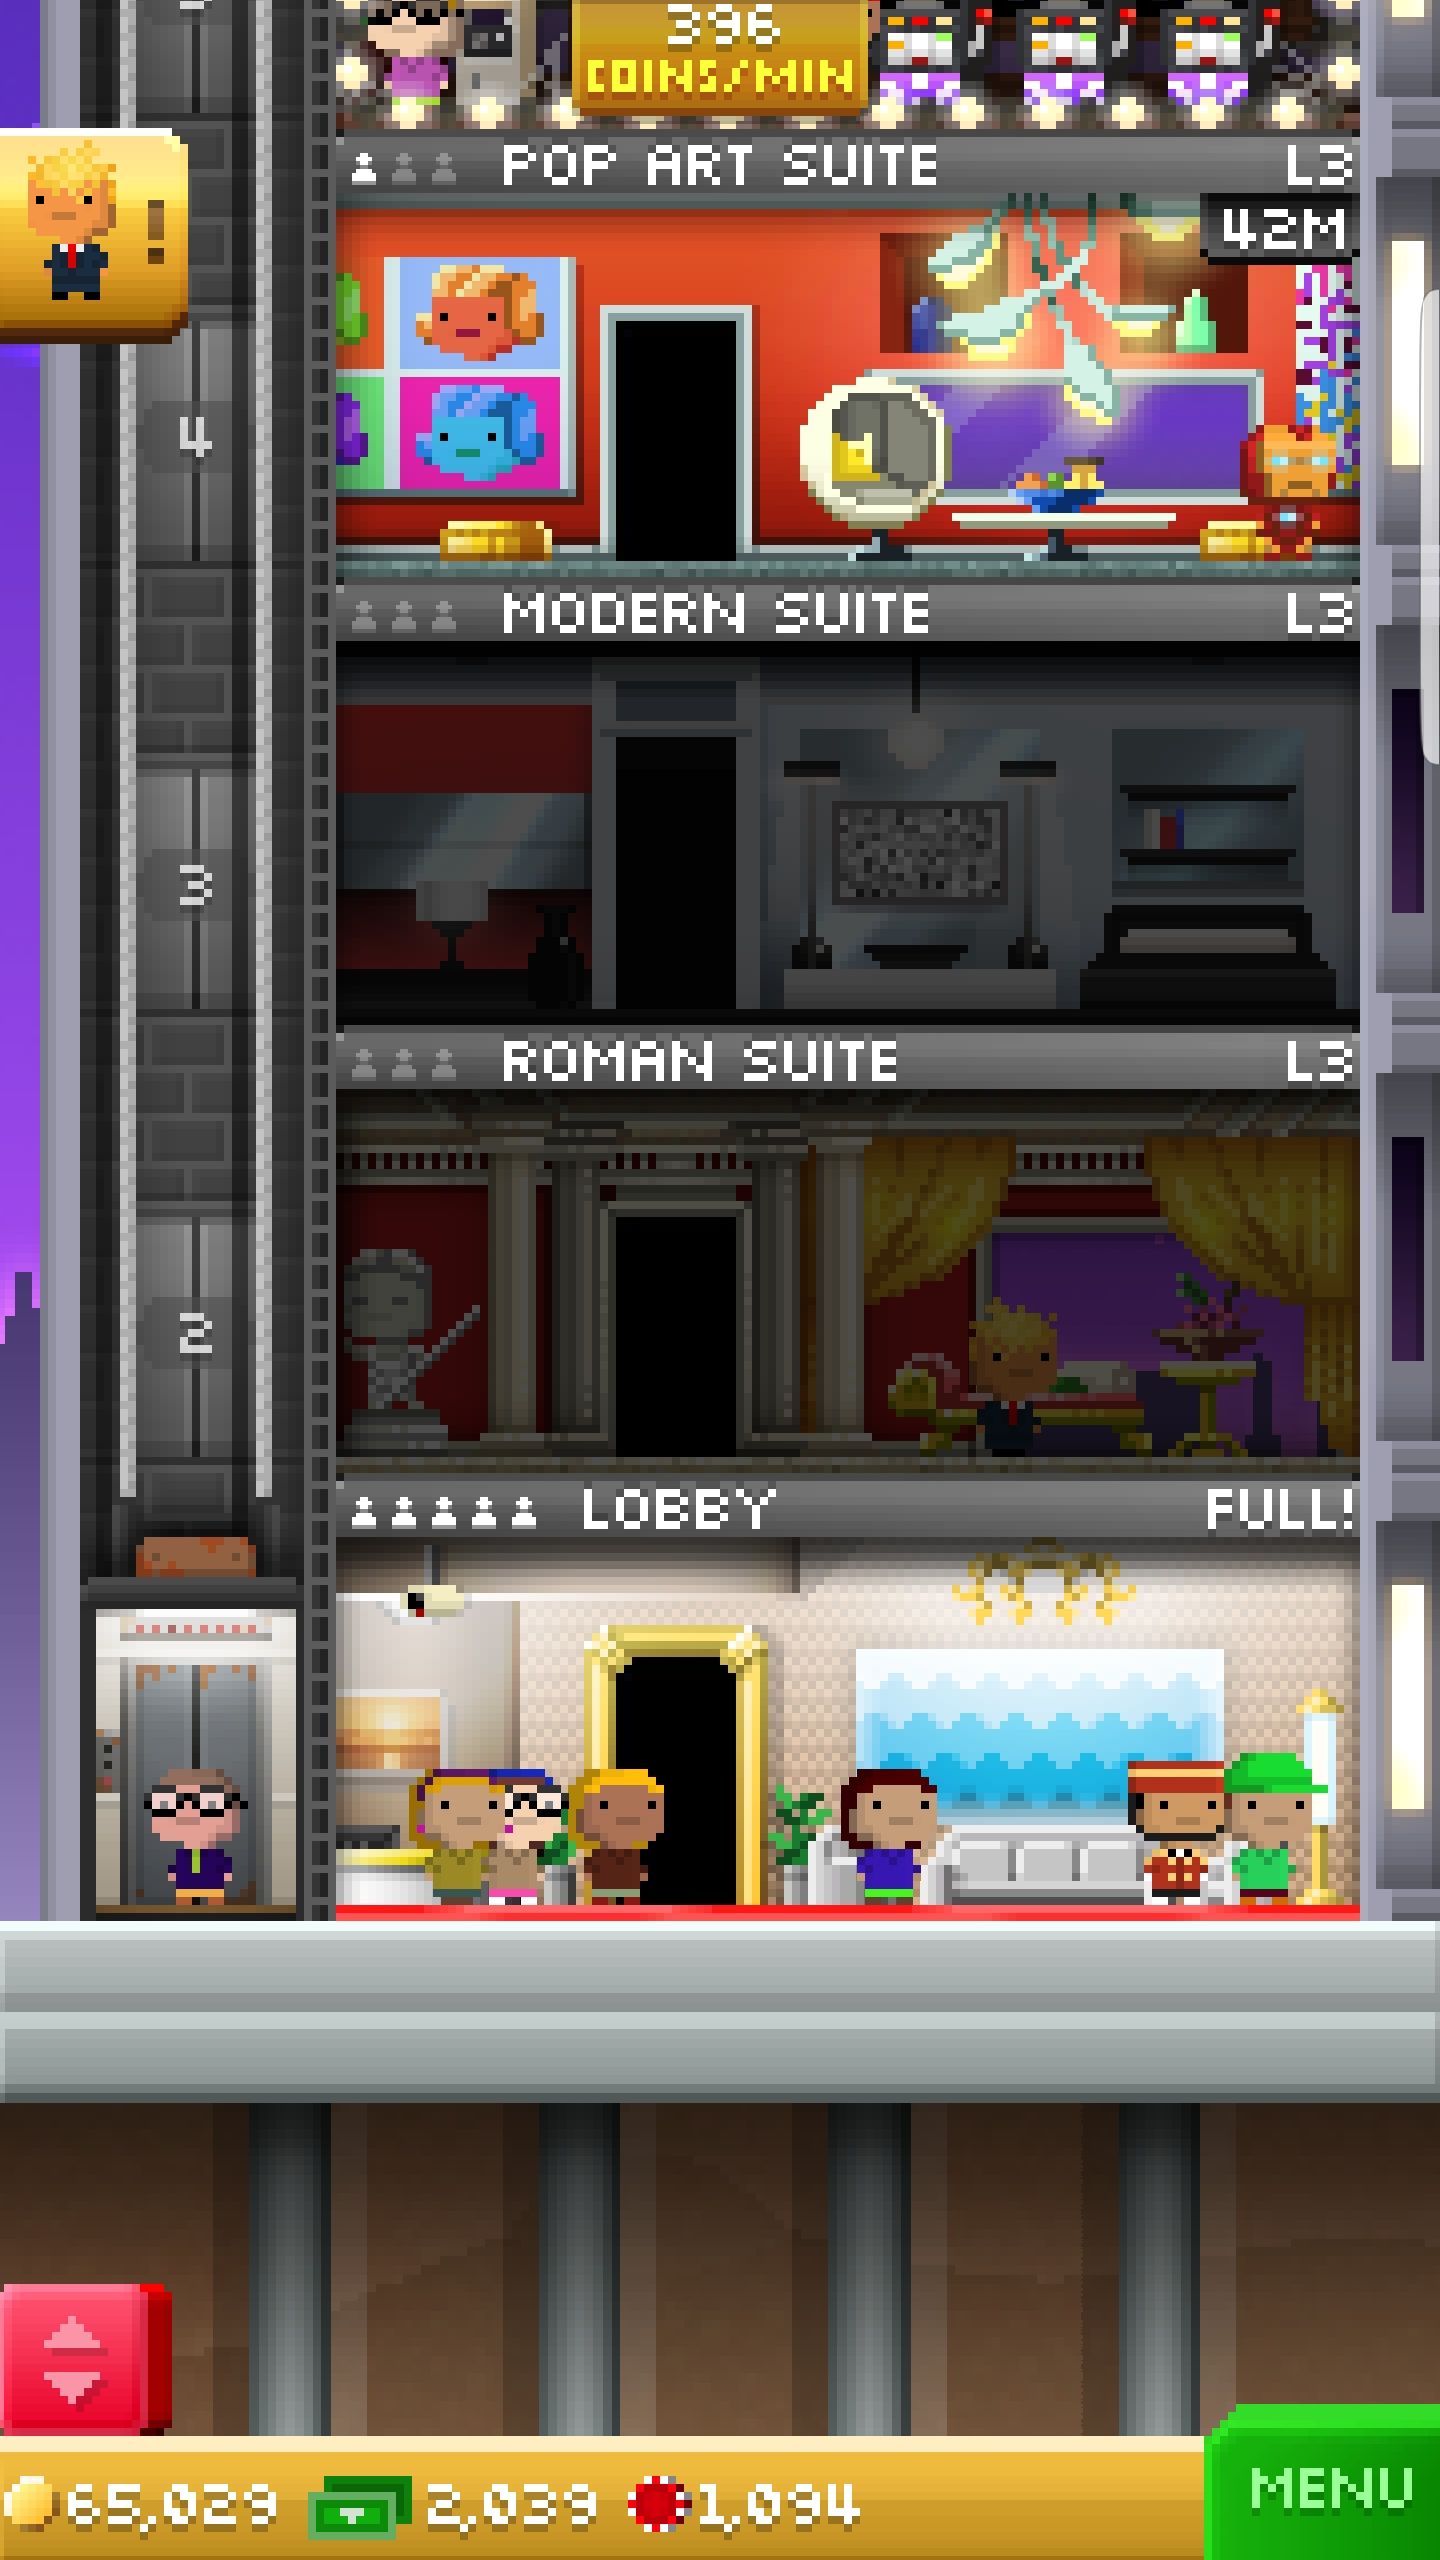 396
COINS/MIN
!
POP ART SUITE L3
42M
4
MODERN SUITE L3
3
ROMAN SUITE L3
2
LOBBY FULL!
65,029 2,039 1,094
MENU